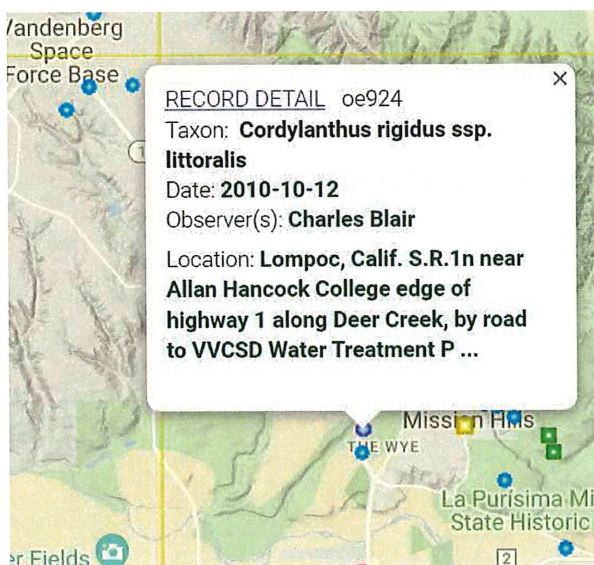 Vandenberg
Space
Force Base
RECORD DETAIL oe924
Taxon: Cordylanthus rigidus ssp.
littoralis
Date: 2010-10-12
Observer(s): Charles Blair
Location: Lompoc, Calif. S.R.1n near
Allan Hancock College edge of
highway 1 along Deer Creek, by road
to VVCSD Water Treatment P ...
1
Mission Hills
THE WYE
La Purisima Mi
State Historic
er Fields
2